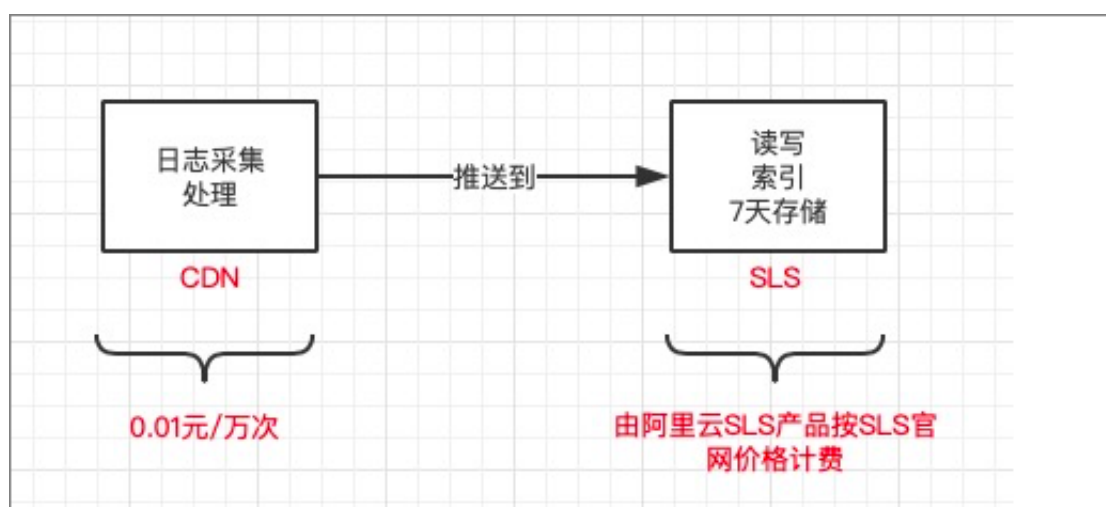 日志采集
处理
推送到
读写
索引
7天存储
CDN
SLS
0.01元/万次
由阿里云SLS产品按SLS官
网价格计费